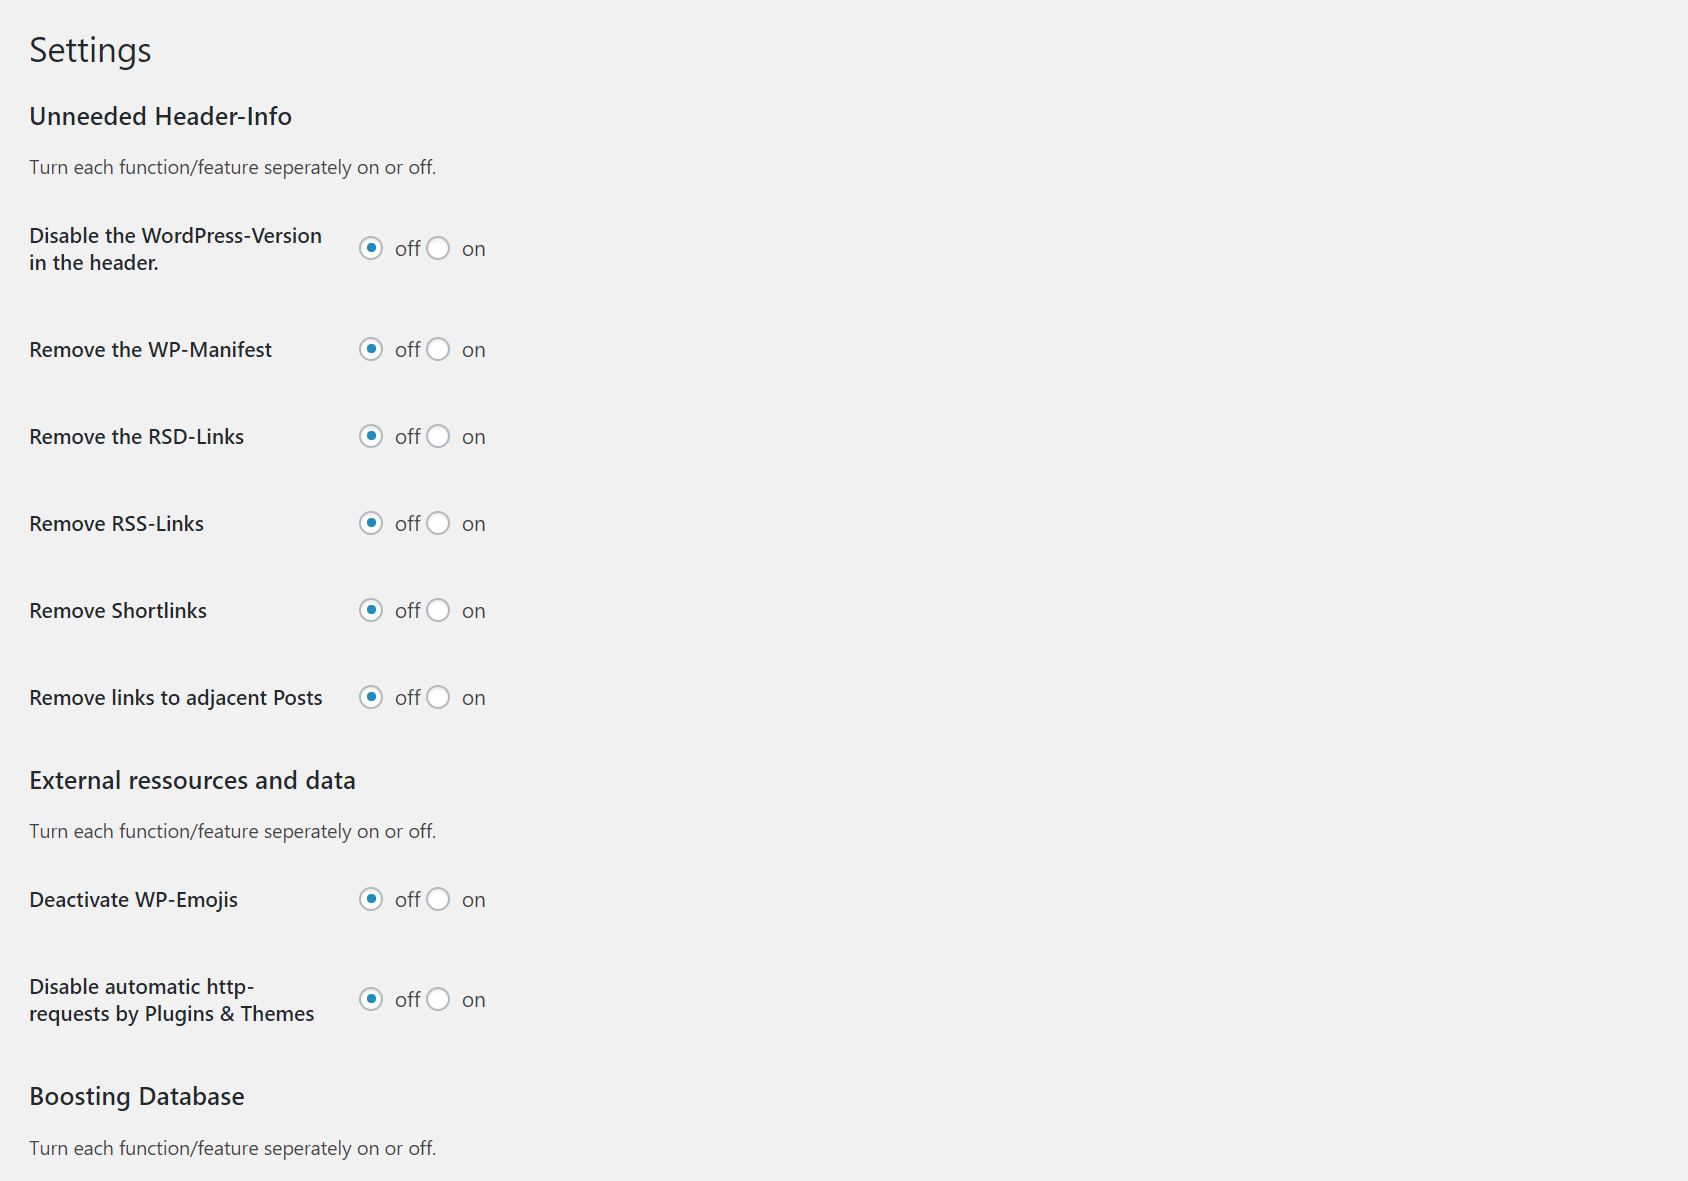 Settings
Unneeded Header-Info
Turn each function/feature seperately on or off.
Disable the WordPress-Version
in the header.
off on
Remove the WP-Manifest off on
Remove the RSD-Links off on
Remove RSS-Links off on
Remove Shortlinks off on
Remove links to adjacent Posts off on
External ressources and data
Turn each function/feature seperately on or off.
Deactivate WP-Emojis off on
Disable automatic http-
requests by Plugins & Themes
off on
Boosting Database
Turn each function/feature seperately on or off.